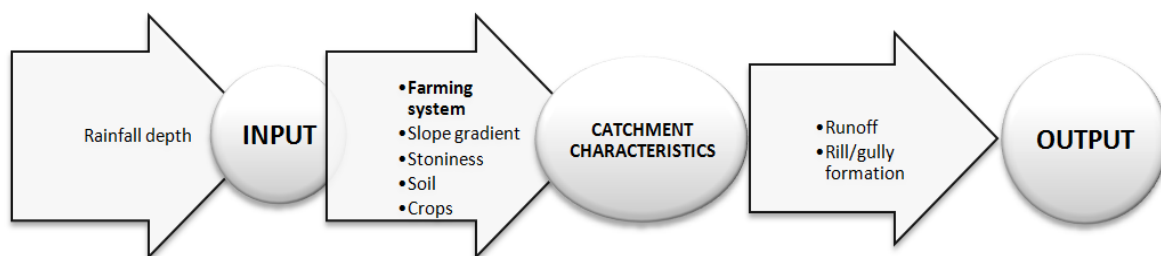 Rainfall depth
INPUT
•Farming
system
•Slope gradient
•Stoniness
•Soil
•Crops
CATCHMENT
CHARACTERISTICS
•Runoff
•Rill/gully
formation
OUTPUT